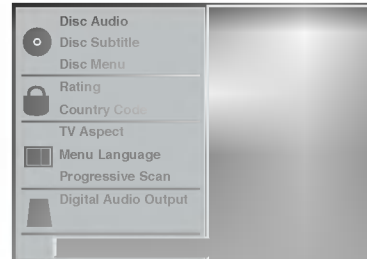 Disc Audio
Disc Subtitle
Disc Menu
Rating
Country Code
TV Aspect
Menu Language
Progressive Scan
Digital Audio Output